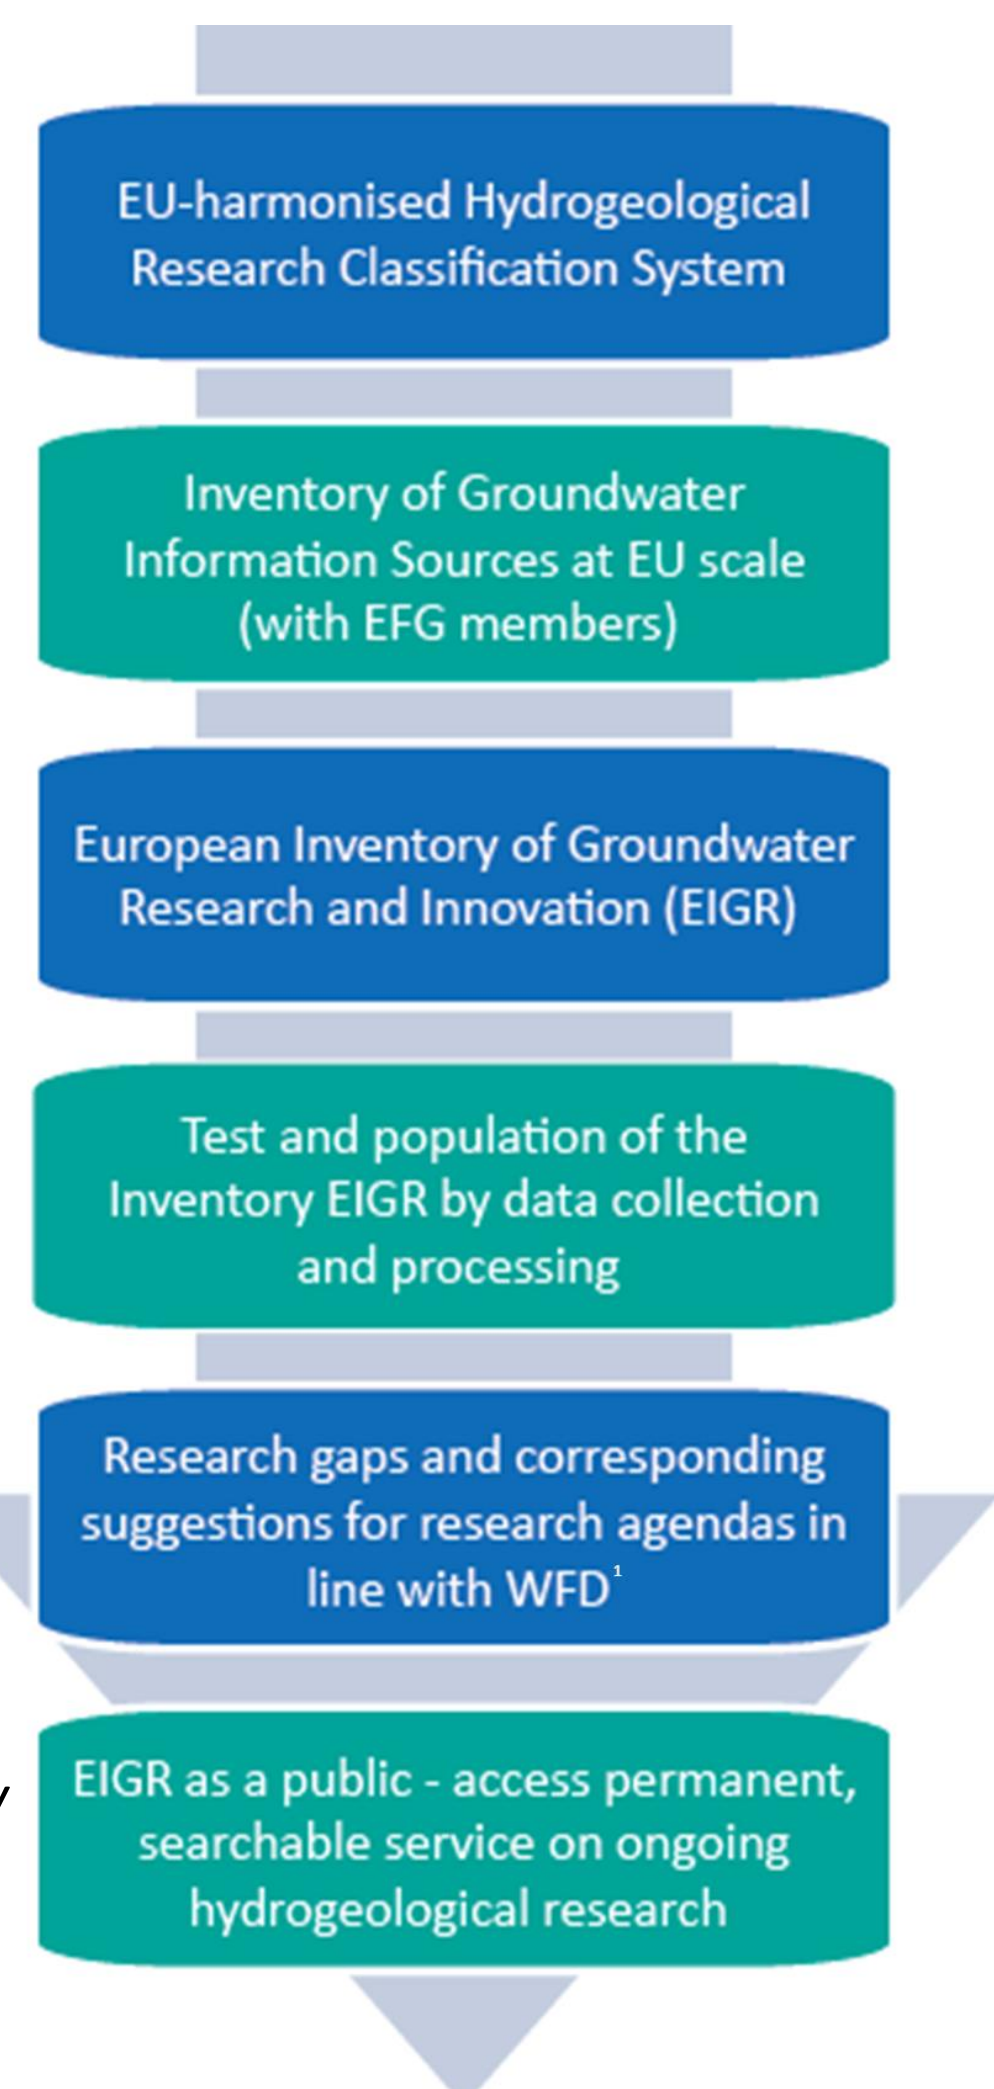 EU-harmonised Hydrogeological
Research Classification System
Inventory of Groundwater
Information Sources at EU scale
(with EFG members)
European Inventory of Groundwater
Research and Innovation (EIGR)
Test and population of the
Inventory EIGR by data collection
and processing
Research gaps and corresponding
suggestions for research agendas in
line with WFD¹
EIGR as a public - access permanent,
searchable service on ongoing
hydrogeological research